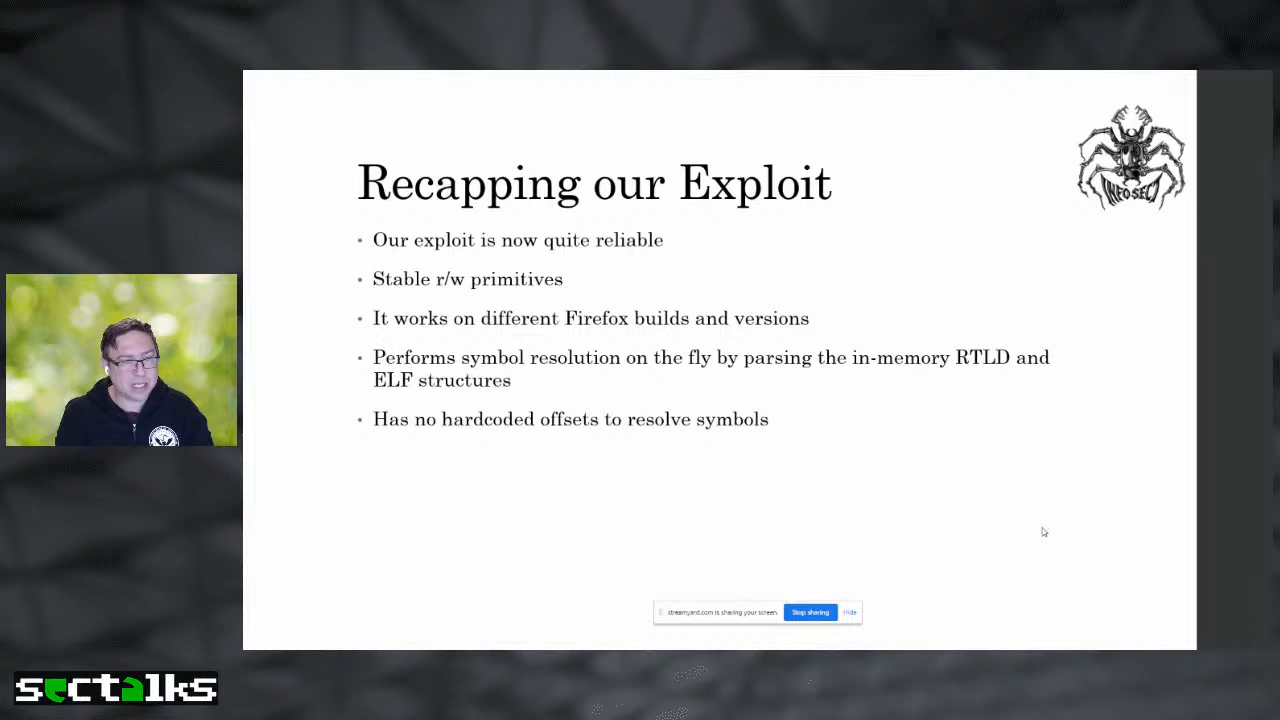 Recapping our Exploit
INFOSECT
• Our exploit is now quite reliable
• Stable r/w primitives
• It works on different Firefox builds and versions
• Performs symbol resolution on the fly by parsing the in-memory RTLD and
ELF structures
• Has no hardcoded offsets to resolve symbols
streamyard.com is sharing your screen.
Stop sharing
Hide
sectalks